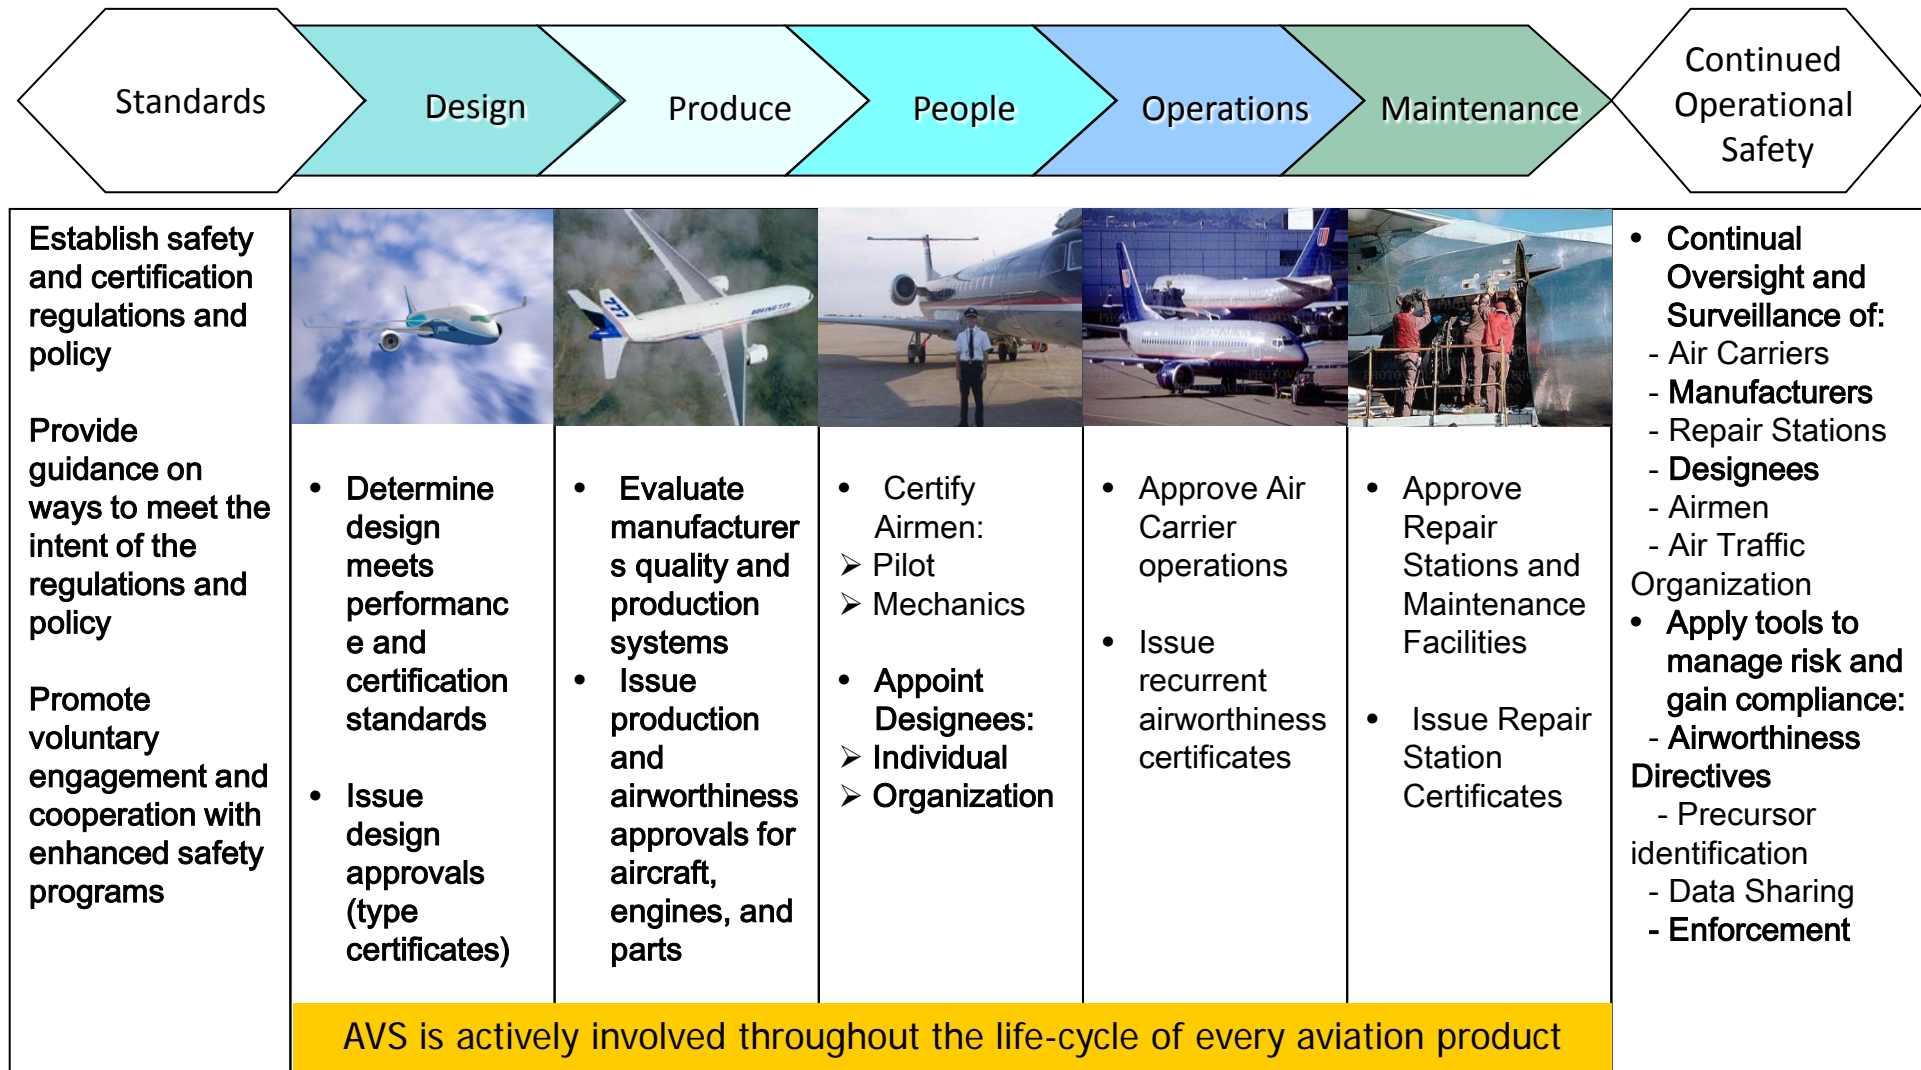 Standards
Design
Produce
People
Operations
Maintenance
Continued
Operational
Safety
Establish safety
and certification
regulations and
policy
Provide
guidance on
ways to meet the
intent of the
regulations and
policy
Promote
voluntary
engagement and
cooperation with
enhanced safety
programs
• Determine
design
meets
performanc
e and
certification
standards
• Issue
design
approvals
(type
certificates)
777
BOEING 777
• Evaluate
manufacturer
s quality and
production
systems
• Issue
production
and
airworthiness
approvals for
aircraft,
engines, and
parts
• Certify
Airmen:
➢ Pilot
➢ Mechanics
• Appoint
Designees:
➢ Individual
➢ Organization
• Approve Air
Carrier
operations
• Issue
recurrent
airworthiness
certificates
• Approve
Repair
Stations and
Maintenance
Facilities
• Issue Repair
Station
Certificates
• Continual
Oversight and
Surveillance of:
- Air Carriers
- Manufacturers
- Repair Stations
- Designees
- Airmen
- Air Traffic
Organization
• Apply tools to
manage risk and
gain compliance:
- Airworthiness
Directives
- Precursor
identification
- Data Sharing
- Enforcement
AVS is actively involved throughout the life-cycle of every aviation product